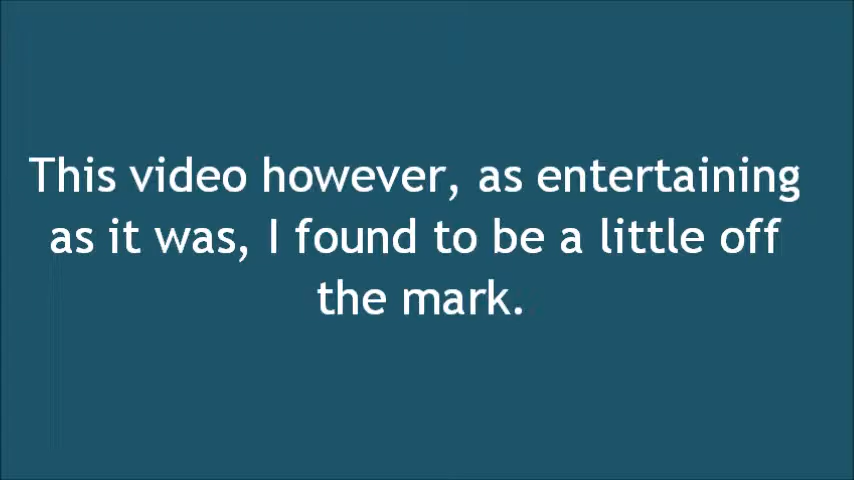 This video however, as entertaining
as it was, I found to be a little off
the mark.